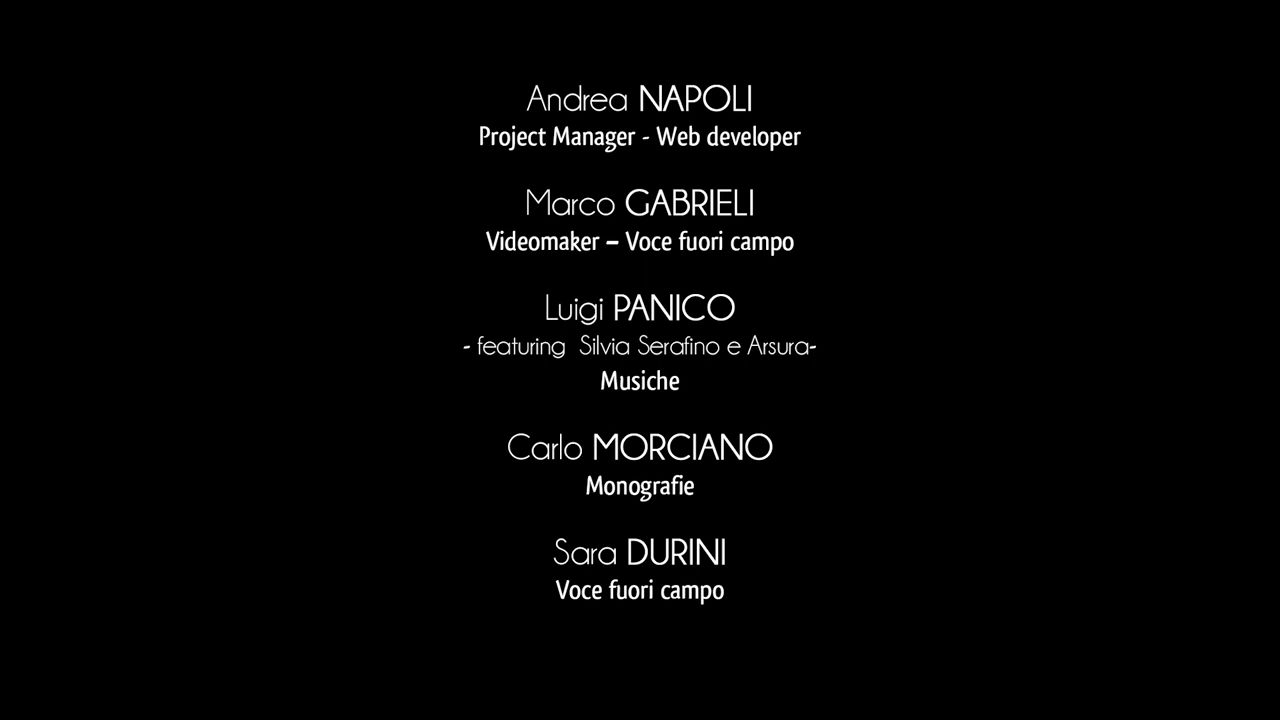 Andrea NAPOLI
Project Manager - Web developer
Marco GABRIELI
Videomaker – Voce fuori campo
Luigi PANICO
- featuring  Silvia Serafino e Arsura-
Musiche
Carlo MORCIANO
Monografie
Sara DURINI
Voce fuori campo